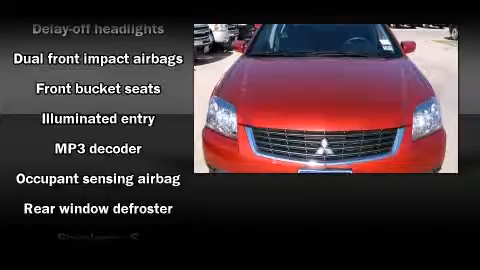 Delay-off headlights
Dual front impact airbags
Front bucket seats
Illuminated entry
MP3 decoder
Occupant sensing airbag
Rear window defroster